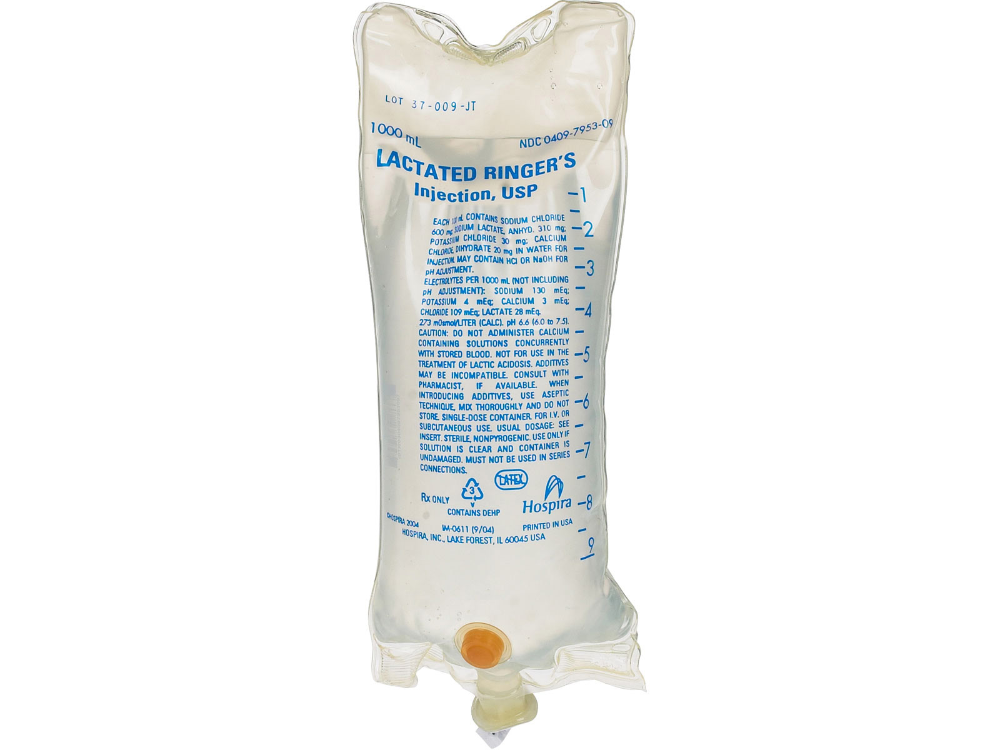 LOT 37-009-JT
1000 mL
NDC 0409-7953-09
LACTATED RINGER'S
Injection, USP
EACH 100 mL CONTAINS SODIUM CHLORIDE
600 mg; SODIUM LACTATE, ANHYD. 310 mg;
POTASSIUM CHLORIDE 30 mg; CALCIUM
CHLORIDE, DIHYDRATE 20 mg IN WATER FOR
INJECTION. MAY CONTAIN HCl OR NaOH FOR
pH ADJUSTMENT.
ELECTROLYTES PER 1000 mL (NOT INCLUDING
pH ADJUSTMENT): SODIUM 130 mEq;
POTASSIUM 4 mEq; CALCIUM 3 mEq;
CHLORIDE 109 mEq; LACTATE 28 mEq.
273 mOsmol/LITER (CALC). pH 6.6 (6.0 to 7.5).
CAUTION: DO NOT ADMINISTER CALCIUM
CONTAINING SOLUTIONS CONCURRENTLY
WITH STORED BLOOD. NOT FOR USE IN THE
TREATMENT OF LACTIC ACIDOSIS. ADDITIVES
MAY BE INCOMPATIBLE. CONSULT WITH
PHARMACIST, IF AVAILABLE. WHEN
INTRODUCING ADDITIVES, USE ASEPTIC
TECHNIQUE, MIX THOROUGHLY AND DO NOT
STORE. SINGLE-DOSE CONTAINER. FOR I.V. OR
SUBCUTANEOUS USE. USUAL DOSAGE: SEE
INSERT. STERILE, NONPYROGENIC. USE ONLY IF
SOLUTION IS CLEAR AND CONTAINER IS
UNDAMAGED. MUST NOT BE USED IN SERIES
CONNECTIONS.
1
2
3
4
5
6
7
8
9
LATEX
3
V
Rx ONLY
CONTAINS DEHP
Hospira
©HOSPIRA 2004
IM-0611 (9/04)
PRINTED IN USA
HOSPIRA, INC., LAKE FOREST, IL 60045 USA